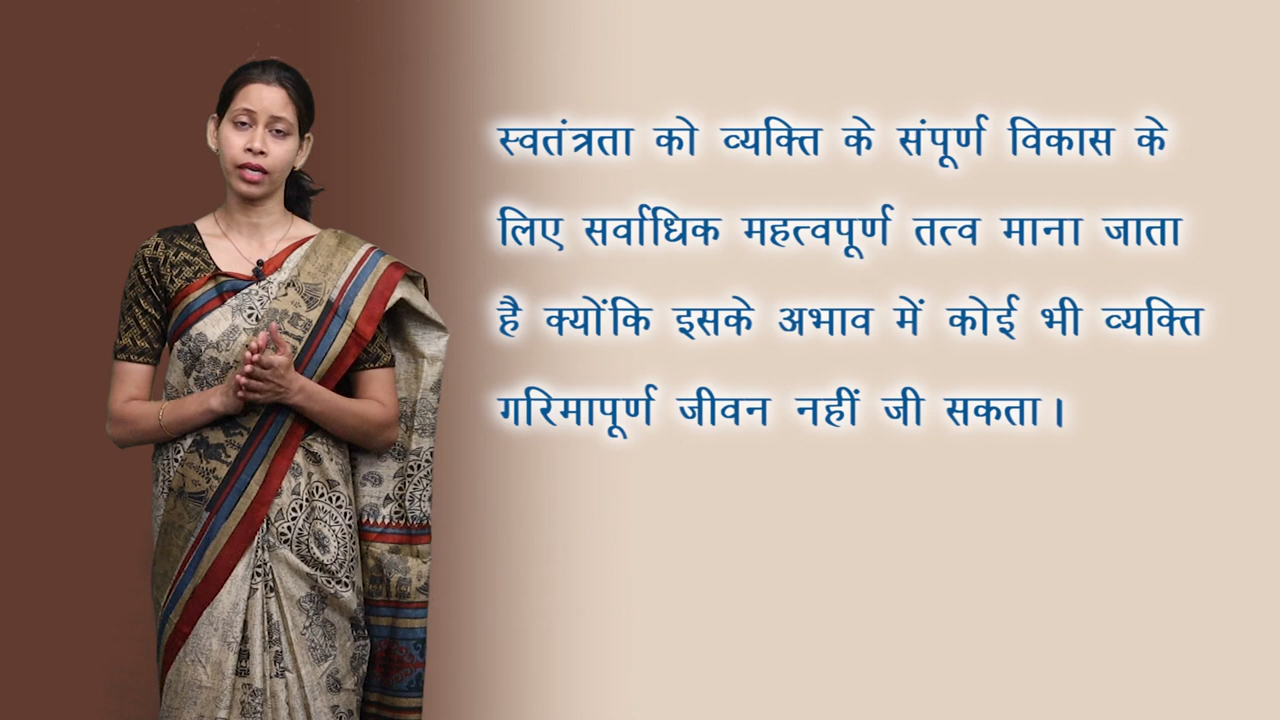 स्वतंत्रता को व्यक्ति के संपूर्ण विकास के
लिए सर्वाधिक महत्वपूर्ण तत्व माना जाता
है क्योंकि इसके अभाव में कोई भी व्यक्ति
गरिमापूर्ण जीवन नहीं जी सकता।